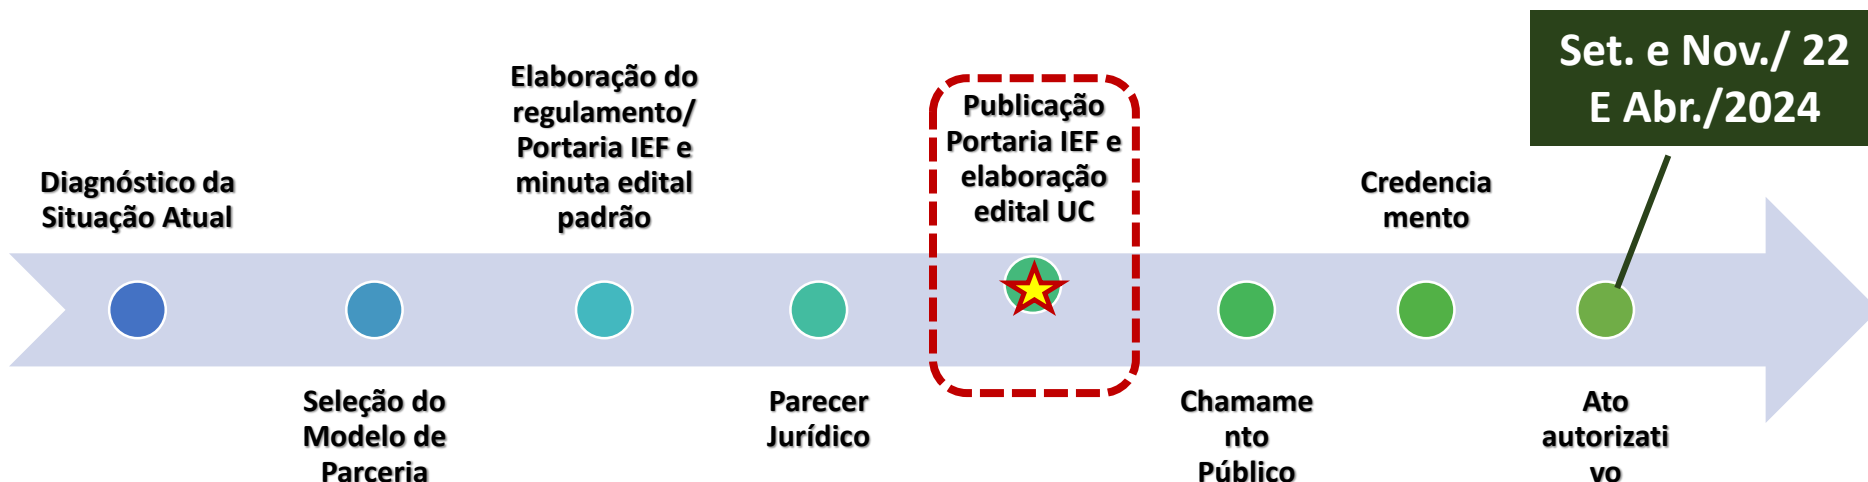 Diagnóstico da
Situação Atual
Seleção do
Modelo de
Parceria
Elaboração do
regulamento/
Portaria IEF e
minuta edital
padrão
Parecer
Jurídico
Publicação
Portaria IEF e
elaboração
edital UC
Chamame
nto
Público
Credencia
mento
Ato
autorizati
vo
Set. e Nov./ 22
E Abr./2024